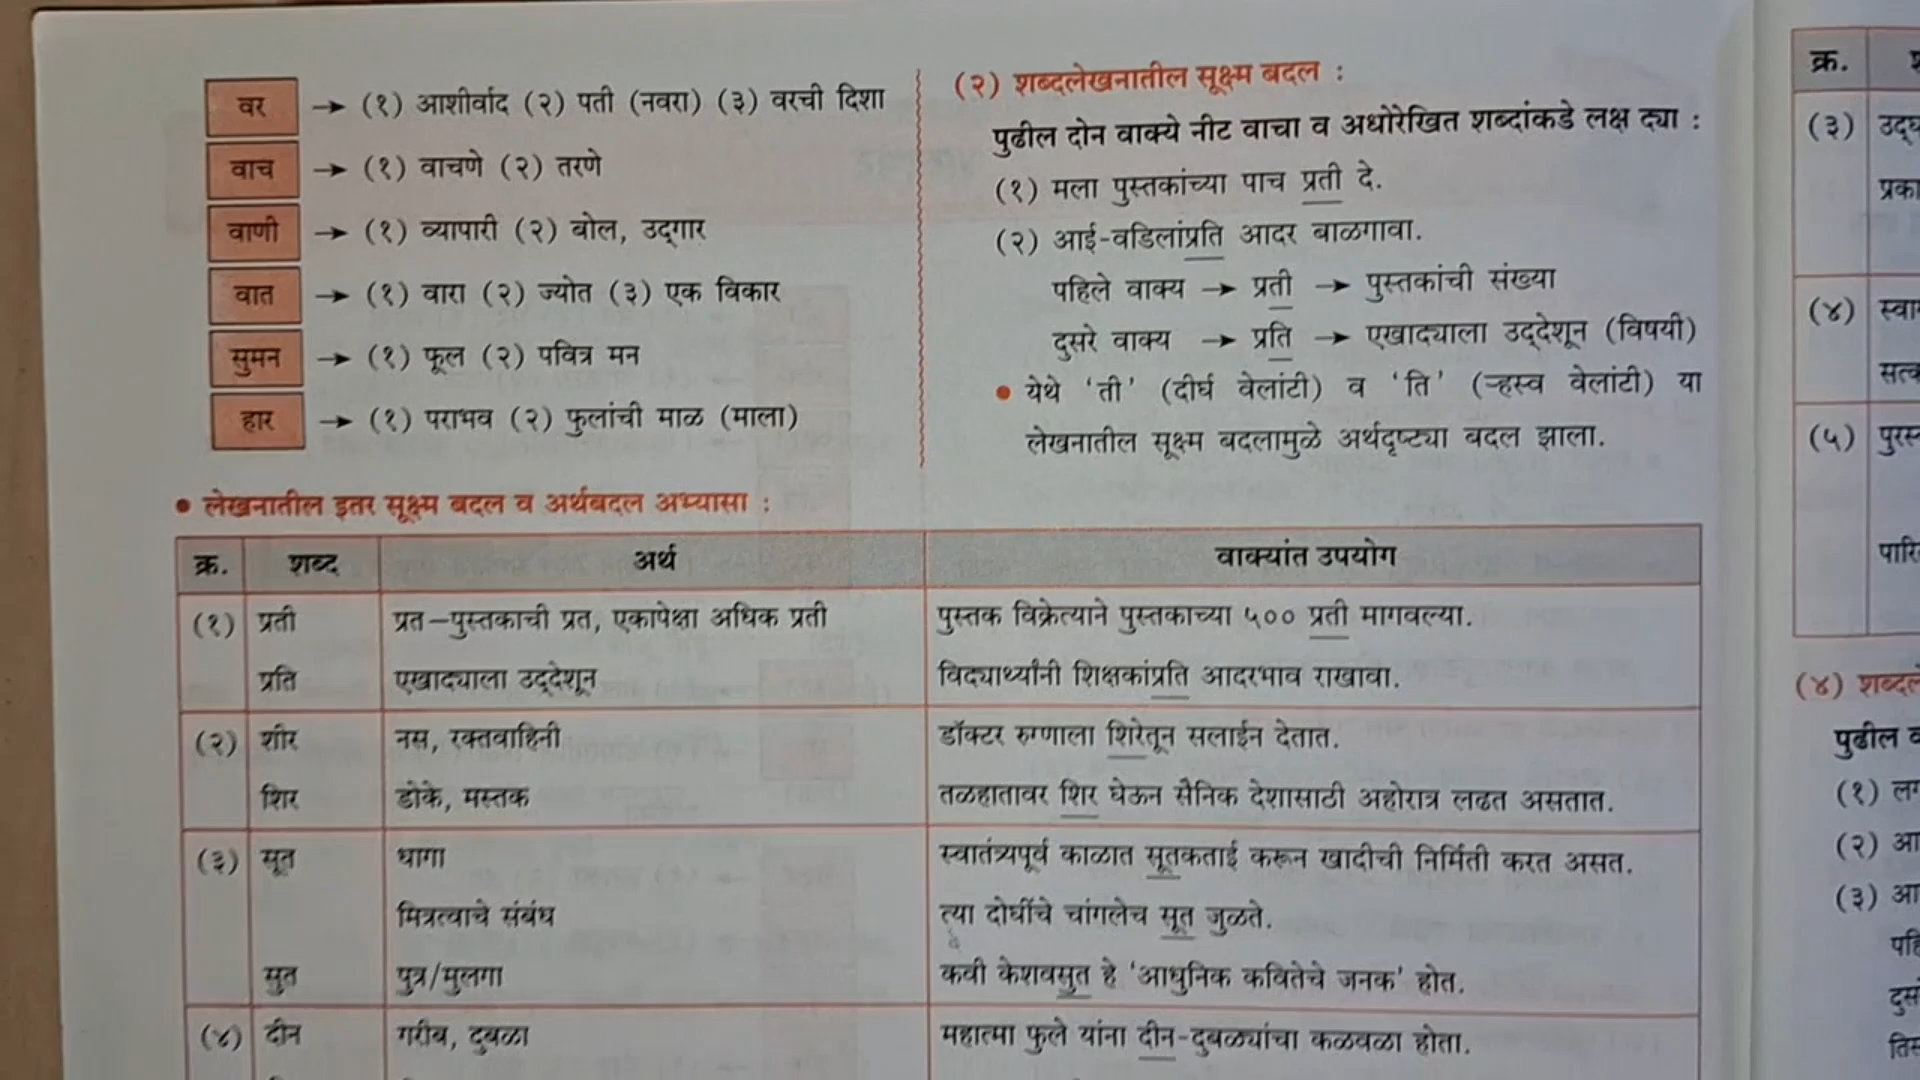 वर → (१) आशीर्वाद (२) पती (नवरा) (३) वरची दिशा
वाच → (१) वाचणे (२) तरणे
वाणी → (१) व्यापारी (२) बोल, उद्‌गार
वात → (१) वारा (२) ज्योत (३) एक विकार
सुमन → (१) फूल (२) पवित्र मन
हार → (१) पराभव (२) फुलांची माळ (माला)
(२) शब्दलेखनातील सूक्ष्म बदल :
पुढील दोन वाक्ये नीट वाचा व अधोरेखित शब्दांकडे लक्ष द्या :
(१) मला पुस्तकांच्या पाच प्रती दे.
(२) आई-वडिलांप्रति आदर बाळगावा.
पहिले वाक्य → प्रती → पुस्तकांची संख्या
दुसरे वाक्य → प्रति → एखाद्याला उद्‌देशून (विषयी)
• येथे 'ती' (दीर्घ वेलांटी) व 'ति' (ऱ्हस्व वेलांटी) या
लेखनातील सूक्ष्म बदलामुळे अर्थदृष्ट्या बदल झाला.
• लेखनातील इतर सूक्ष्म बदल व अर्थबदल अभ्यासा :
क्र. शब्द अर्थ वाक्यांत उपयोग
(१) प्रती प्रत–पुस्तकाची प्रत, एकापेक्षा अधिक प्रती पुस्तक विक्रेत्याने पुस्तकाच्या ५०० प्रती मागवल्या.
प्रति एखाद्याला उद्‌देशून विद्यार्थ्यांनी शिक्षकांप्रति आदरभाव राखावा.
(२) शीर नस, रक्तवाहिनी डॉक्टर रुग्णाला शिरेतून सलाईन देतात.
शिर डोके, मस्तक तळहातावर शिर घेऊन सैनिक देशासाठी अहोरात्र लढत असतात.
(३) सूत धागा स्वातंत्र्यपूर्व काळात सूतकताई करून खादीची निर्मिती करत असत.
मित्रत्वाचे संबंध त्या दोघींचे चांगलेच सूत जुळते.
सुत पुत्र/मुलगा कवी केशवसुत हे 'आधुनिक कवितेचे जनक' होत.
(४) दीन गरीब, दुबळा महात्मा फुले यांना दीन-दुबळ्यांचा कळवळा होता.
क्र.
(३)
(४)
(५)
(४)
पुढील
(१)
(२)
(३)